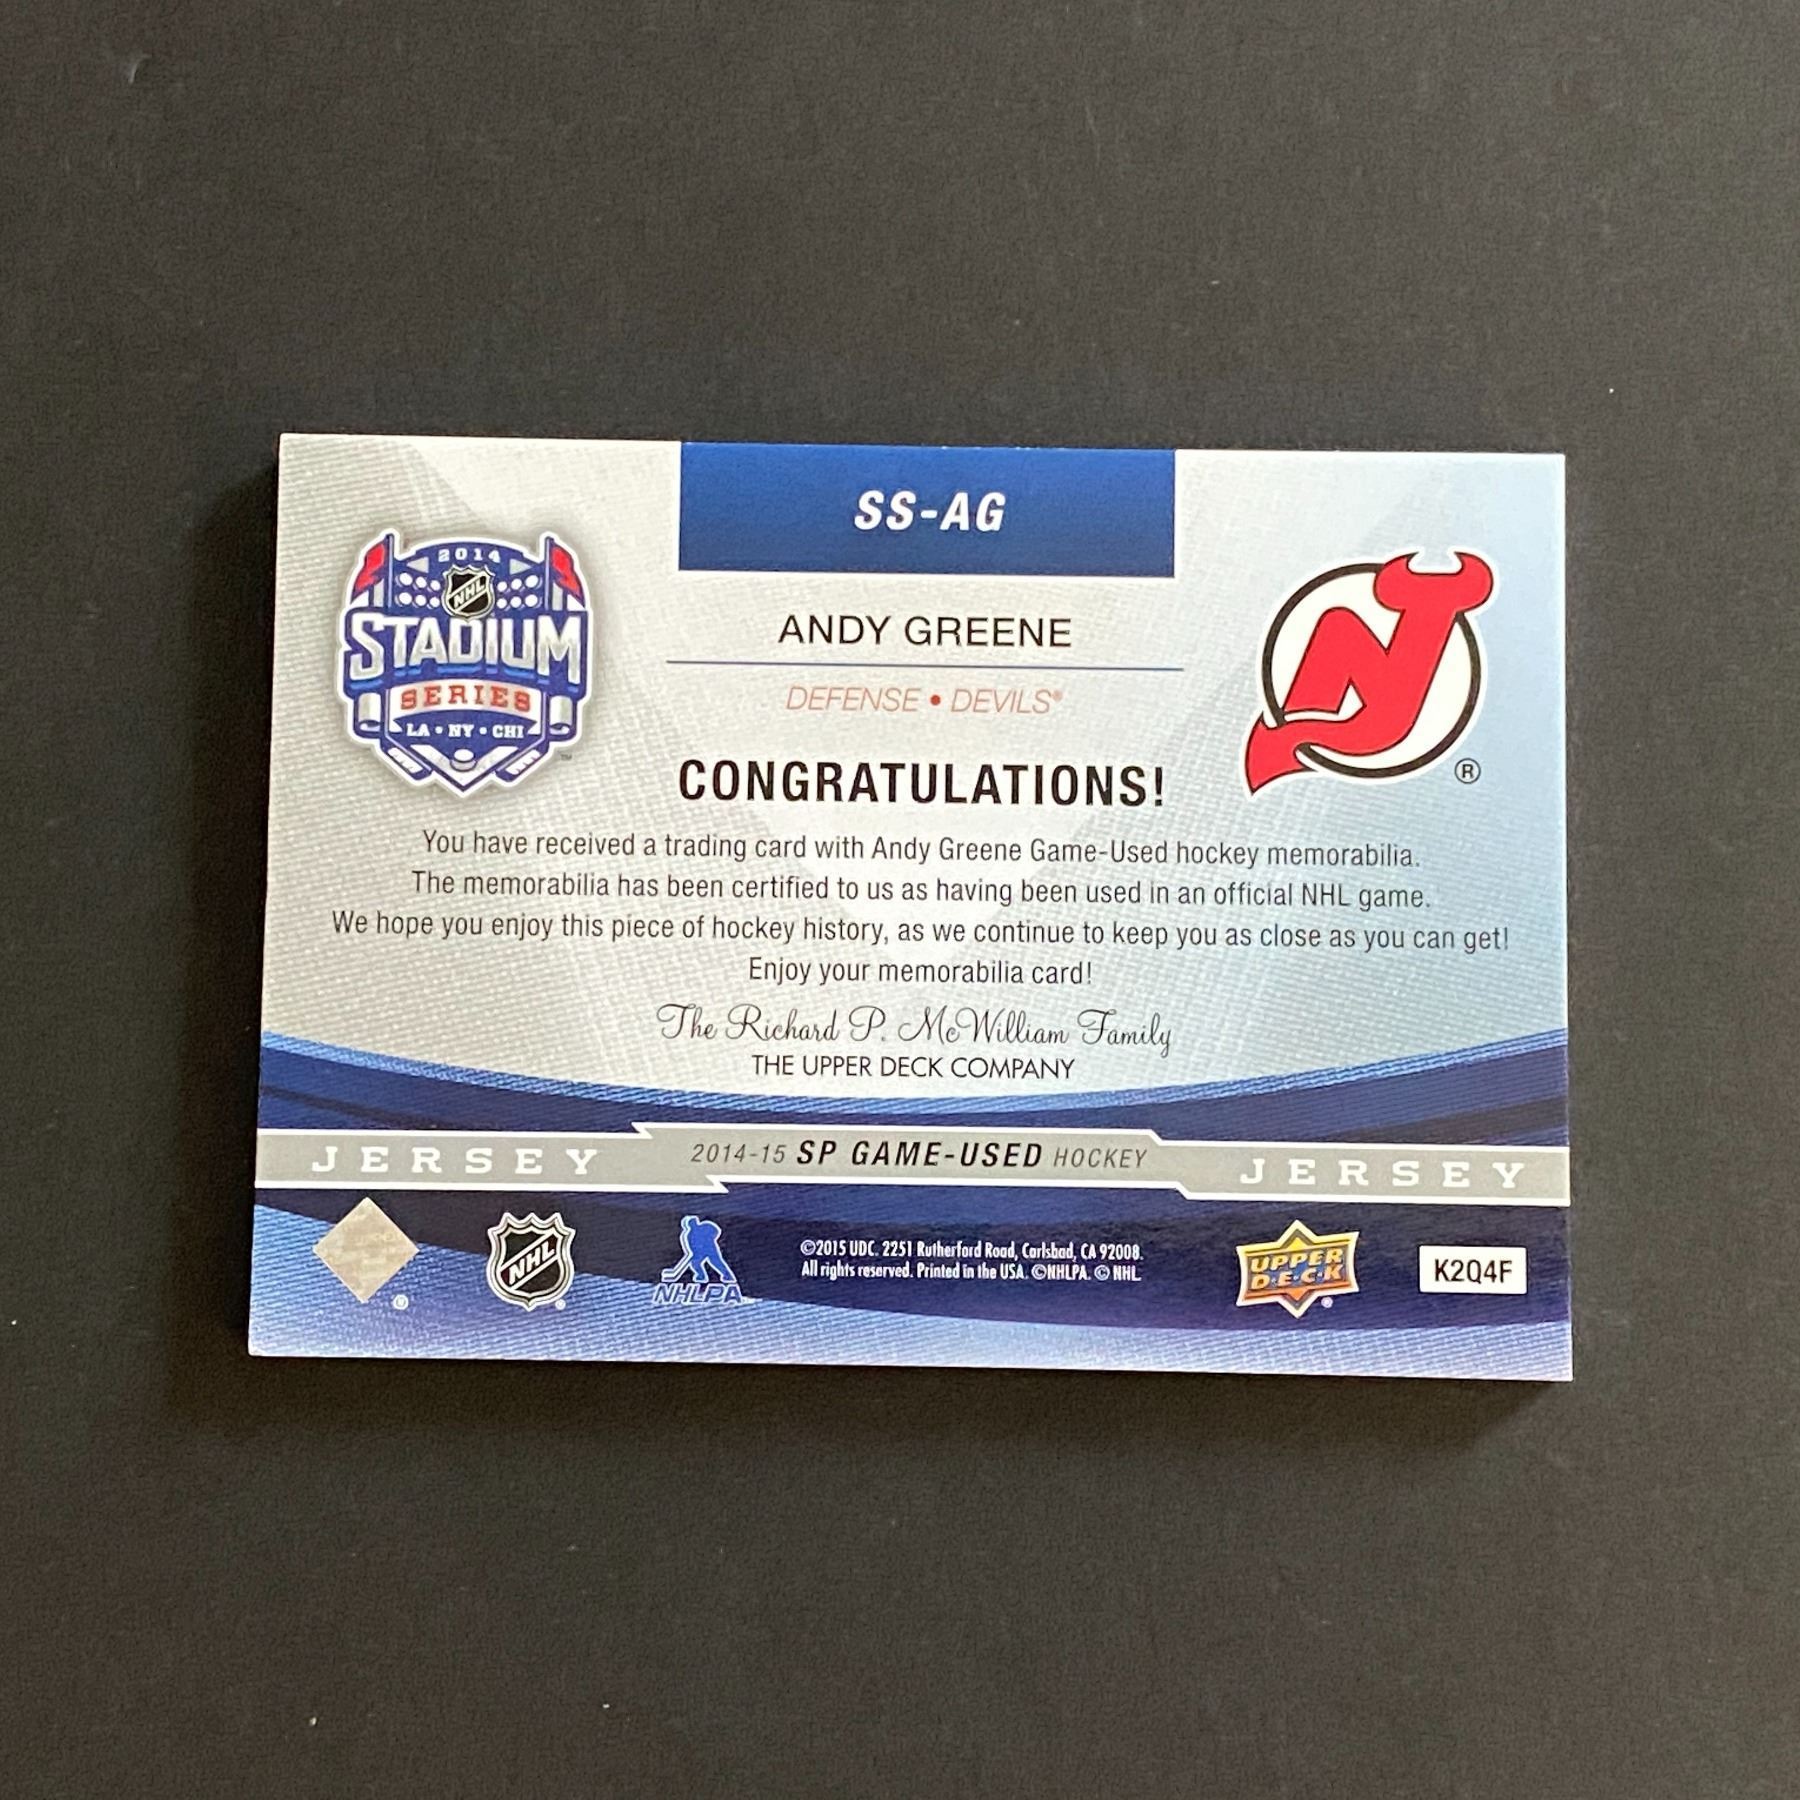 SS-AG
2014
NHL
STADIUM
SERIES
LA • NY • CHI
™
ANDY GREENE
DEFENSE • DEVILS®
NJ
®
CONGRATULATIONS!
You have received a trading card with Andy Greene Game-Used hockey memorabilia.
The memorabilia has been certified to us as having been used in an official NHL game.
We hope you enjoy this piece of hockey history, as we continue to keep you as close as you can get!
Enjoy your memorabilia card!
The Richard P. McWilliam Family
THE UPPER DECK COMPANY
JERSEY
2014-15 SP GAME-USED HOCKEY
JERSEY
®
NHL
®
NHLPA
©2015 UDC. 2251 Rutherford Road, Carlsbad, CA 92008.
All rights reserved. Printed in the USA. ©NHLPA. © NHL.
UPPER
D·E·C·K
®
K2Q4F